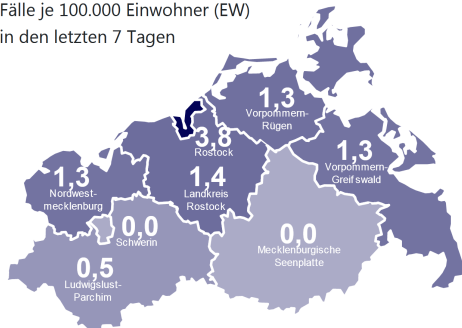 Fälle je 100.000 Einwohner (EW)
in den letzten 7 Tagen
1,3
Vorpommern-
Rügen
3,8
Rostock
1,3
Vorpommern-
Greifswald
1,3
Nordwest-
mecklenburg
1,4
Landkreis
Rostock
0,0
Schwerin
0,0
Mecklenburgische
Seenplatte
0,5
Ludwigslust-
Parchim